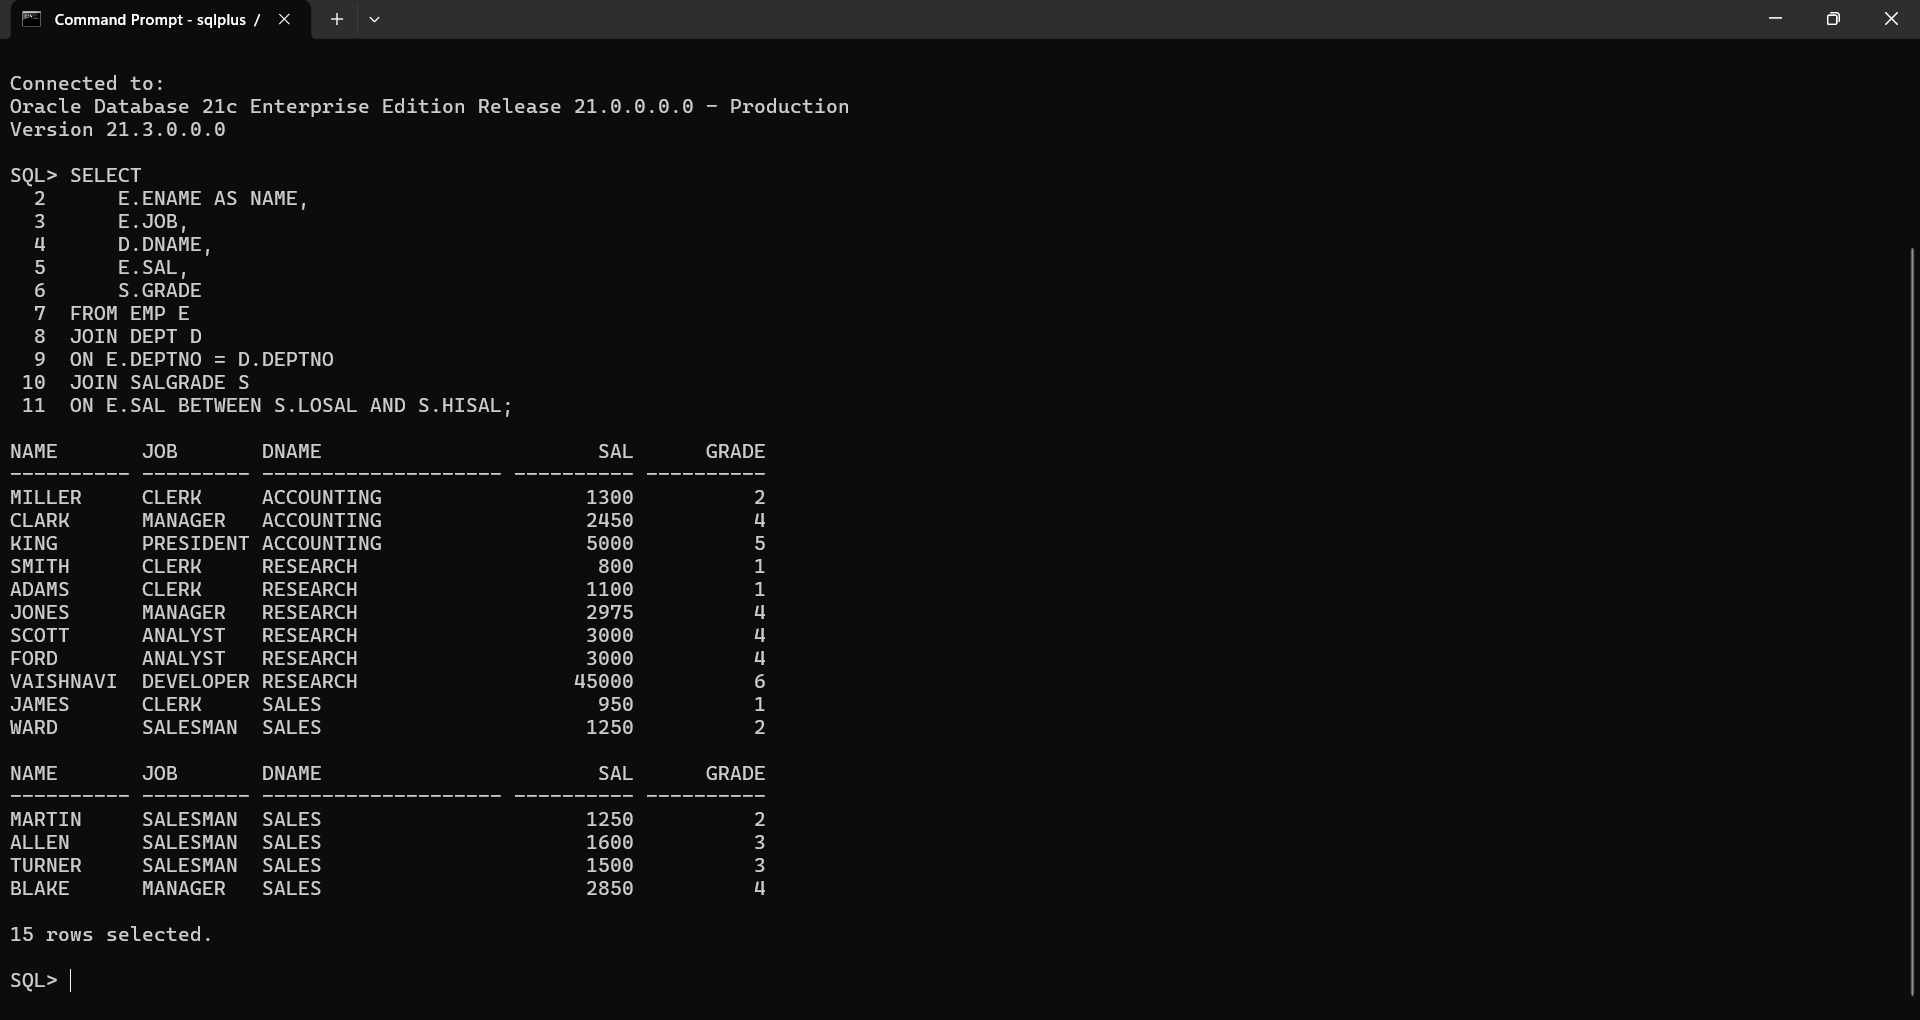 Command Prompt - sqlplus /
Connected to:
Oracle Database 21c Enterprise Edition Release 21.0.0.0.0 - Production
Version 21.3.0.0.0
SQL> SELECT
  2      E.ENAME AS NAME,
  3      E.JOB,
  4      D.DNAME,
  5      E.SAL,
  6      S.GRADE
  7  FROM EMP E
  8  JOIN DEPT D
  9  ON E.DEPTNO = D.DEPTNO
 10  JOIN SALGRADE S
 11  ON E.SAL BETWEEN S.LOSAL AND S.HISAL;
NAME       JOB       DNAME                       SAL      GRADE
---------- --------- -------------------- ---------- ----------
MILLER     CLERK     ACCOUNTING                 1300          2
CLARK      MANAGER   ACCOUNTING                 2450          4
KING       PRESIDENT ACCOUNTING                 5000          5
SMITH      CLERK     RESEARCH                    800          1
ADAMS      CLERK     RESEARCH                   1100          1
JONES      MANAGER   RESEARCH                   2975          4
SCOTT      ANALYST   RESEARCH                   3000          4
FORD       ANALYST   RESEARCH                   3000          4
VAISHNAVI  DEVELOPER RESEARCH                  45000          6
JAMES      CLERK     SALES                       950          1
WARD       SALESMAN  SALES                      1250          2
NAME       JOB       DNAME                       SAL      GRADE
---------- --------- -------------------- ---------- ----------
MARTIN     SALESMAN  SALES                      1250          2
ALLEN      SALESMAN  SALES                      1600          3
TURNER     SALESMAN  SALES                      1500          3
BLAKE      MANAGER   SALES                      2850          4
15 rows selected.
SQL>